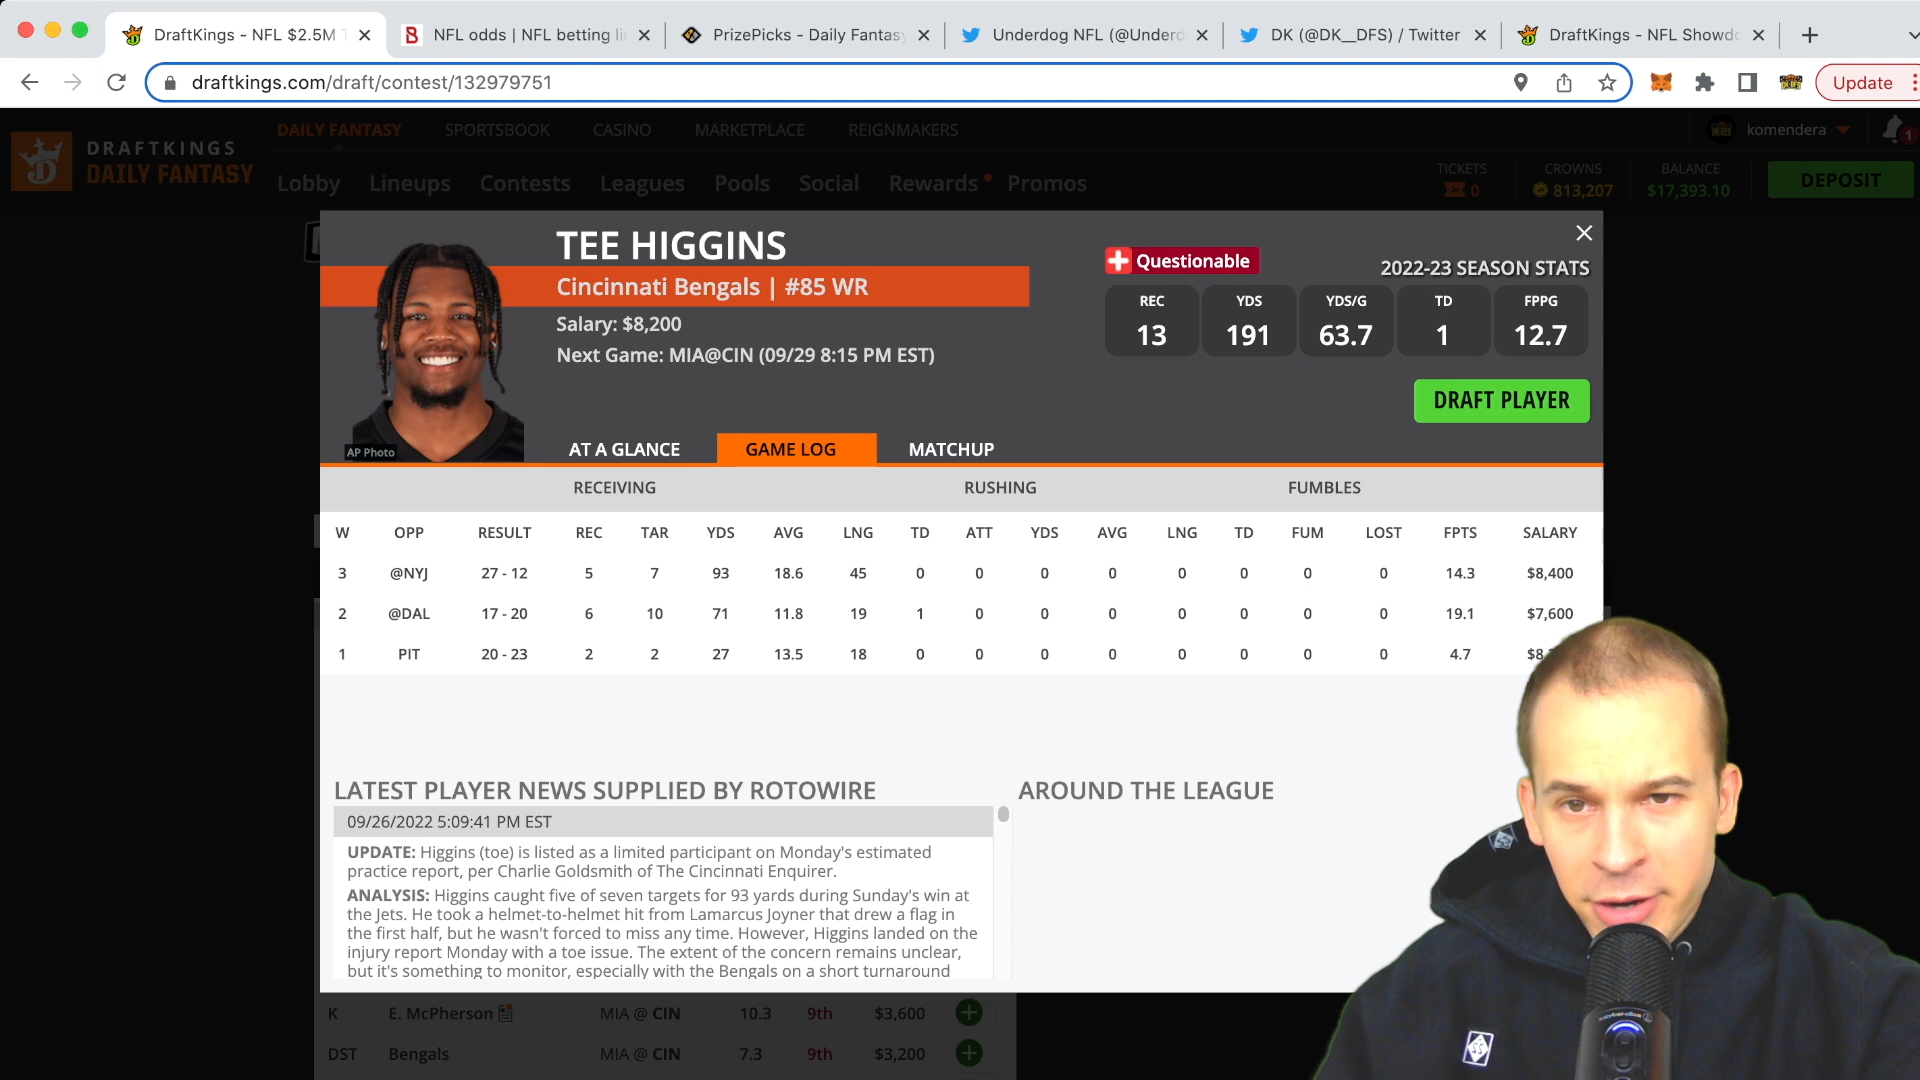 DraftKings - NFL $2.5M T
NFL odds | NFL betting li
PrizePicks - Daily Fantasy
Underdog NFL (@Underd
DK (@DK__DFS) / Twitter
DraftKings - NFL Showdo
draftkings.com/draft/contest/132979751
Update
DRAFTKINGS
DAILY FANTASY
DAILY FANTASY SPORTSBOOK CASINO MARKETPLACE REIGNMAKERS
komendera
1
Lobby Lineups Contests Leagues Pools Social Rewards Promos
TICKETS
0
CROWNS
813,207
BALANCE
$17,393.10
DEPOSIT
TEE HIGGINS
Cincinnati Bengals | #85 WR
Salary: $8,200
Next Game: MIA@CIN (09/29 8:15 PM EST)
AP Photo
Questionable
2022-23 SEASON STATS
REC YDS YDS/G TD FPPG
13 191 63.7 1 12.7
DRAFT PLAYER
AT A GLANCE GAME LOG MATCHUP
RECEIVING RUSHING FUMBLES
W OPP RESULT REC TAR YDS AVG LNG TD ATT YDS AVG LNG TD FUM LOST FPTS SALARY
3 @NYJ 27 - 12 5 7 93 18.6 45 0 0 0 0 0 0 0 0 14.3 $8,400
2 @DAL 17 - 20 6 10 71 11.8 19 1 0 0 0 0 0 0 0 19.1 $7,600
1 PIT 20 - 23 2 2 27 13.5 18 0 0 0 0 0 0 0 0 4.7 $8
LATEST PLAYER NEWS SUPPLIED BY ROTOWIRE
AROUND THE LEAGUE
09/26/2022 5:09:41 PM EST
UPDATE: Higgins (toe) is listed as a limited participant on Monday's estimated
practice report, per Charlie Goldsmith of The Cincinnati Enquirer.
ANALYSIS: Higgins caught five of seven targets for 93 yards during Sunday's win at
the Jets. He took a helmet-to-helmet hit from Lamarcus Joyner that drew a flag in
the first half, but he wasn't forced to miss any time. However, Higgins landed on the
injury report Monday with a toe issue. The extent of the concern remains unclear,
but it's something to monitor, especially with the Bengals on a short turnaround
K E. McPherson MIA @ CIN 10.3 9th $3,600
DST Bengals MIA @ CIN 7.3 9th $3,200